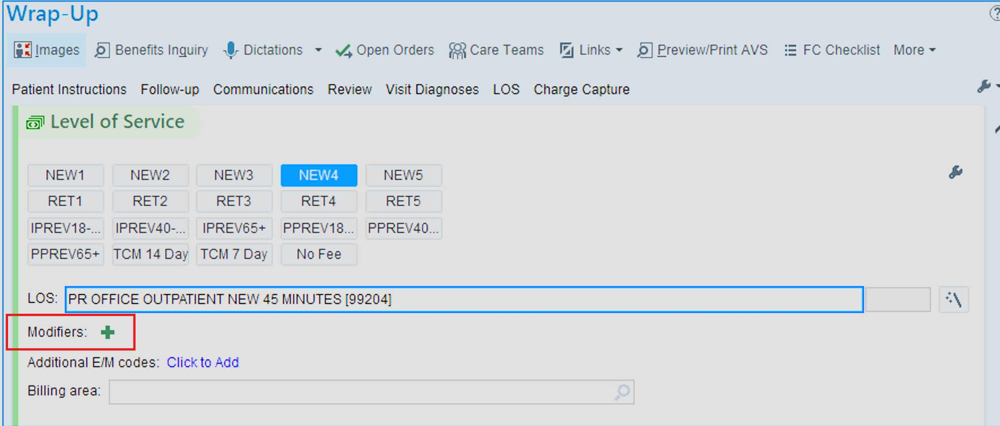 Wrap-Up
Images Benefits Inquiry Dictations Open Orders Care Teams Links Preview/Print AVS FC Checklist More
Patient Instructions Follow-up Communications Review Visit Diagnoses LOS Charge Capture
Level of Service
NEW1 NEW2 NEW3 NEW4 NEW5
RET1 RET2 RET3 RET4 RET5
IPREV18-... IPREV40-... IPREV65+ PPREV18... PPREV40...
PPREV65+ TCM 14 Day TCM 7 Day No Fee
LOS: PR OFFICE OUTPATIENT NEW 45 MINUTES [99204]
Modifiers:
Additional E/M codes: Click to Add
Billing area: